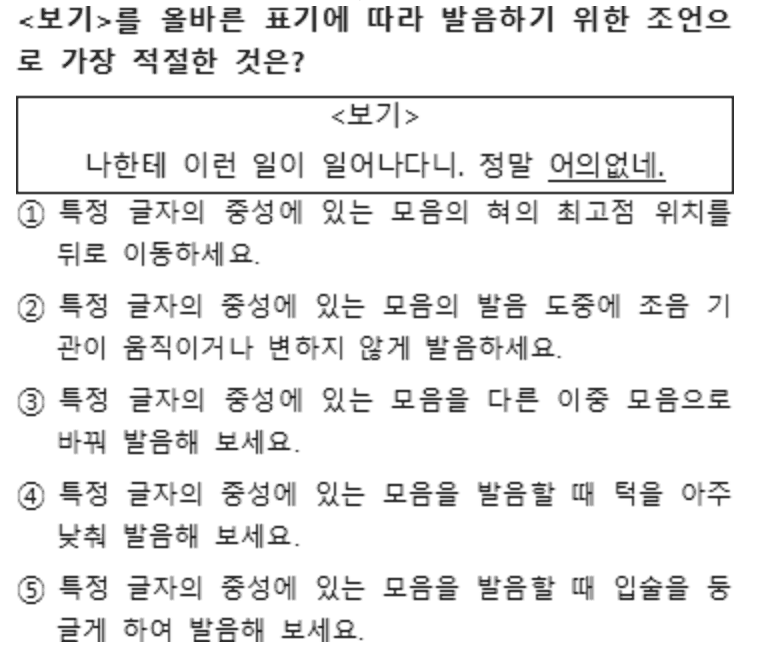 <보기>를 올바른 표기에 따라 발음하기 위한 조언으
로 가장 적절한 것은?
<보기>
나한테 이런 일이 일어나다니. 정말 어의없네.
① 특정 글자의 중성에 있는 모음의 혀의 최고점 위치를
뒤로 이동하세요.
② 특정 글자의 중성에 있는 모음의 발음 도중에 조음 기
관이 움직이거나 변하지 않게 발음하세요.
③ 특정 글자의 중성에 있는 모음을 다른 이중 모음으로
바꿔 발음해 보세요.
④ 특정 글자의 중성에 있는 모음을 발음할 때 턱을 아주
낮춰 발음해 보세요.
⑤ 특정 글자의 중성에 있는 모음을 발음할 때 입술을 둥
글게 하여 발음해 보세요.